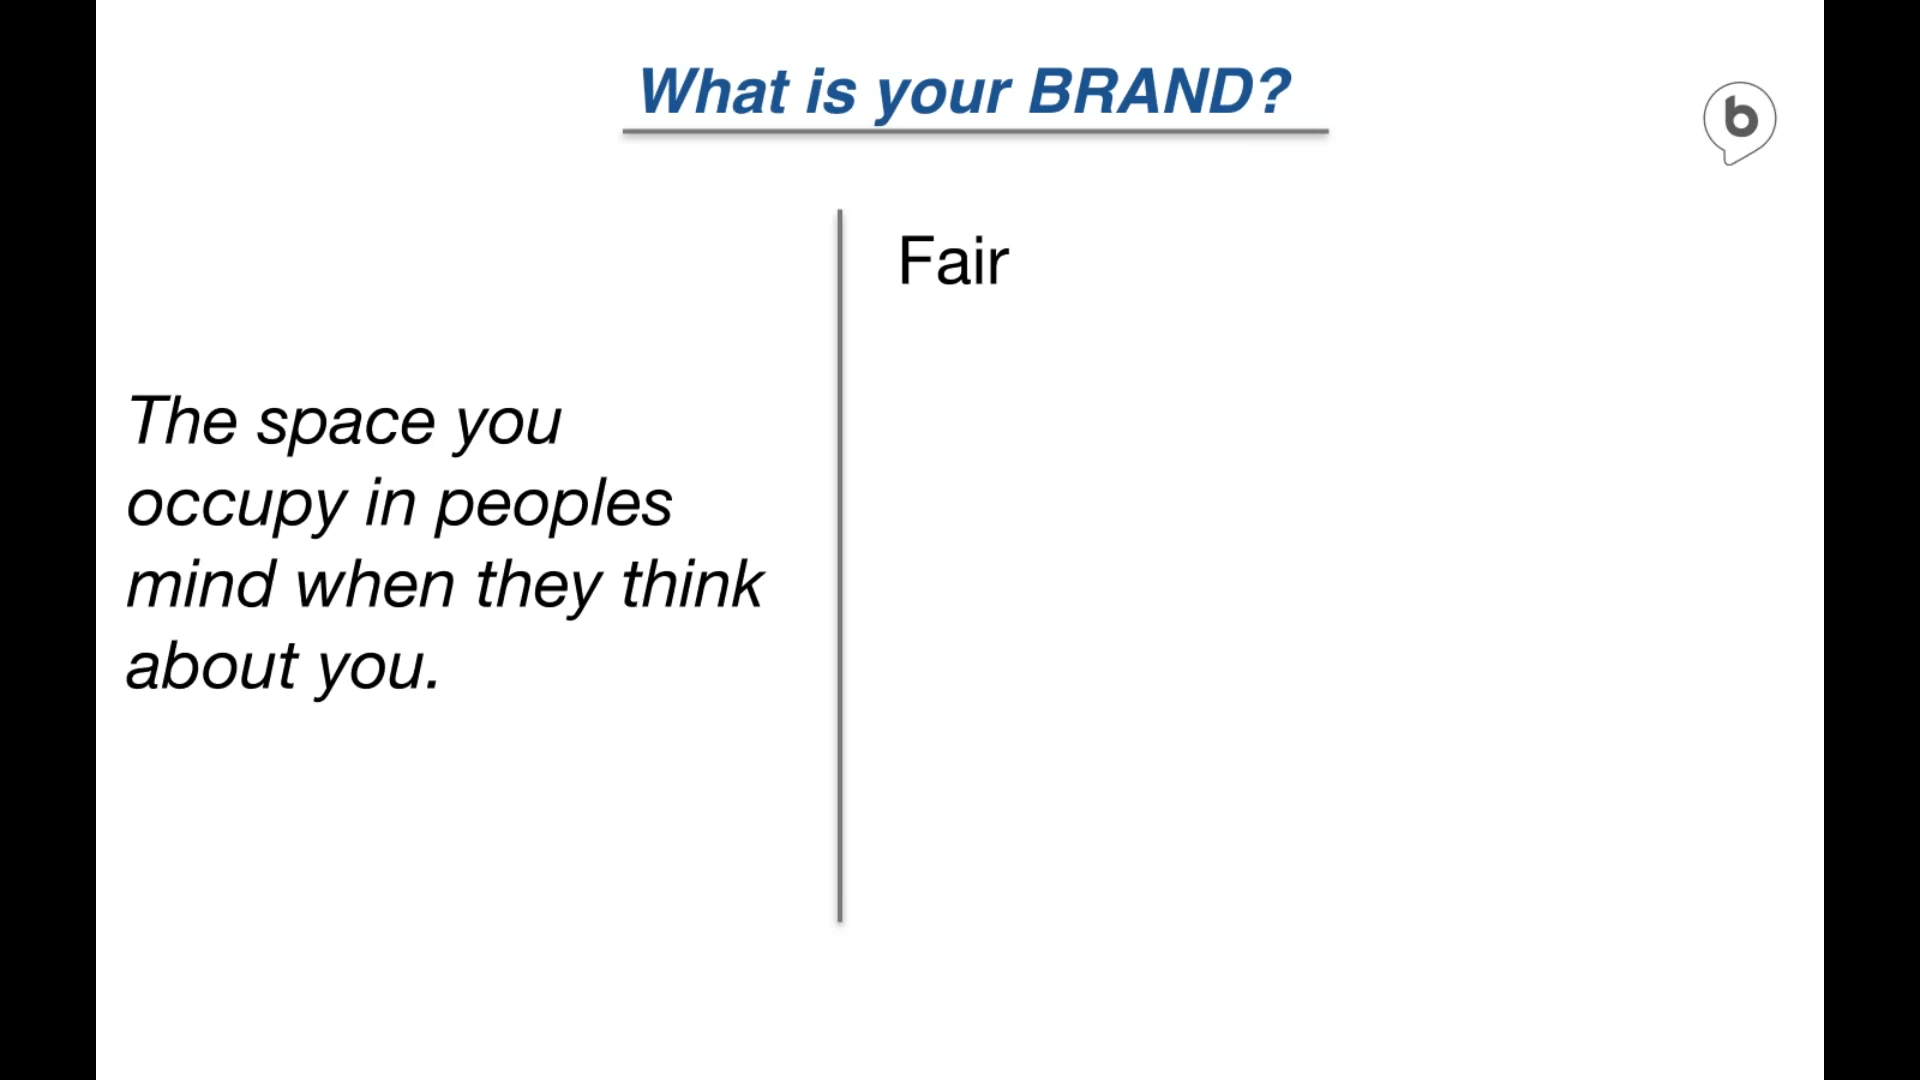 What is your BRAND?
b
The space you
occupy in peoples
mind when they think
about you.
Fair